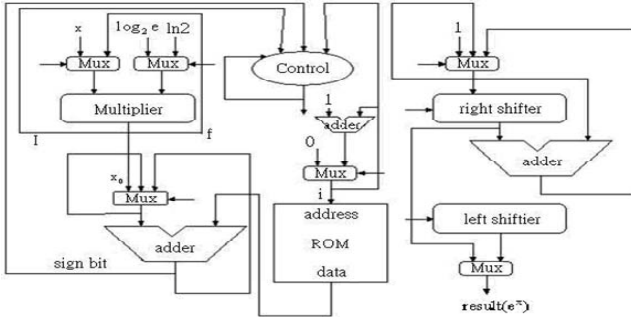 x
log2 e
ln2
Mux
Mux
Multiplier
I
f
x0
Mux
adder
sign bit
Control
1
adder
0
Mux
i
address
ROM
data
1
Mux
right shifter
adder
left shiftier
Mux
result(e^x)